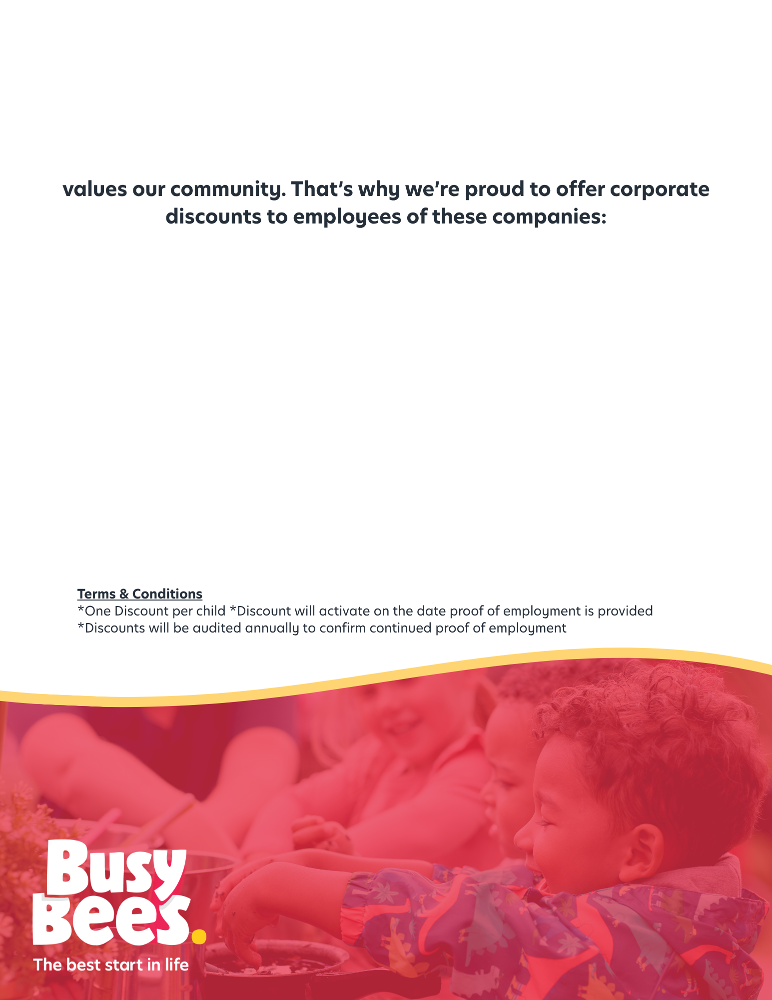 values our community. That’s why we’re proud to offer corporate
discounts to employees of these companies:
Terms & Conditions
*One Discount per child *Discount will activate on the date proof of employment is provided
*Discounts will be audited annually to confirm continued proof of employment
Busy
Bees.
The best start in life